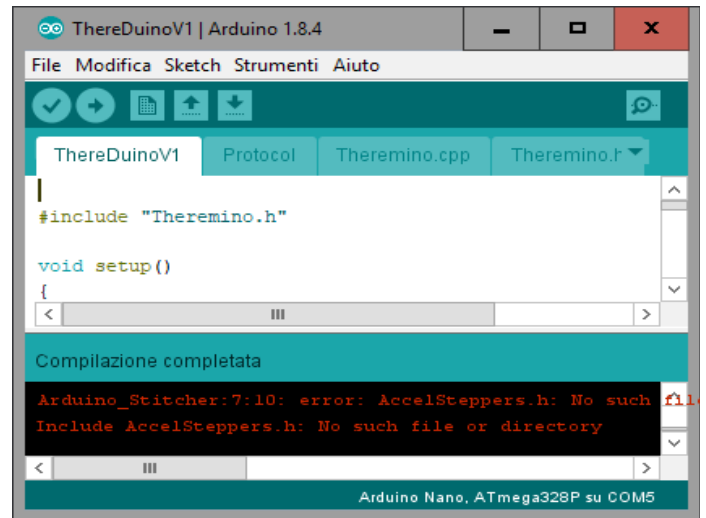 ThereDuinoV1 | Arduino 1.8.4
File Modifica Sketch Strumenti Aiuto
ThereDuinoV1 Protocol Theremino.cpp Theremino.h
#include "Theremino.h"
void setup()
{
Compilazione completata
Arduino_Stitcher:7:10: error: AccelSteppers.h: No such fil
Include AccelSteppers.h: No such file or directory
Arduino Nano, ATmega328P su COM5